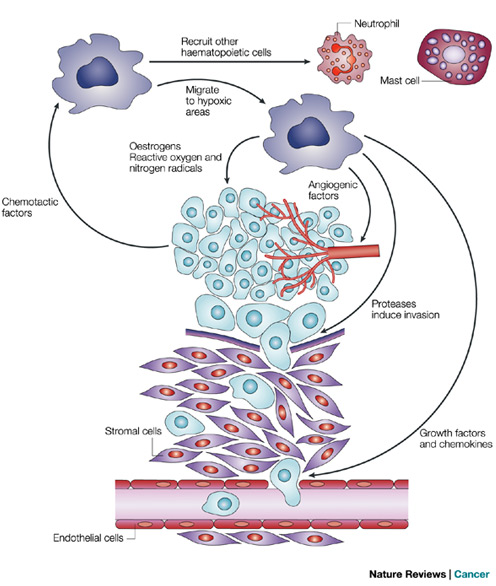 Neutrophil
Recruit other
haematopoietic cells
Mast cell
Migrate
to hypoxic
areas
Oestrogens
Reactive oxygen and
nitrogen radicals
Angiogenic
factors
Chemotactic
factors
Proteases
induce invasion
Stromal cells
Growth factors
and chemokines
Endothelial cells
Nature Reviews | Cancer